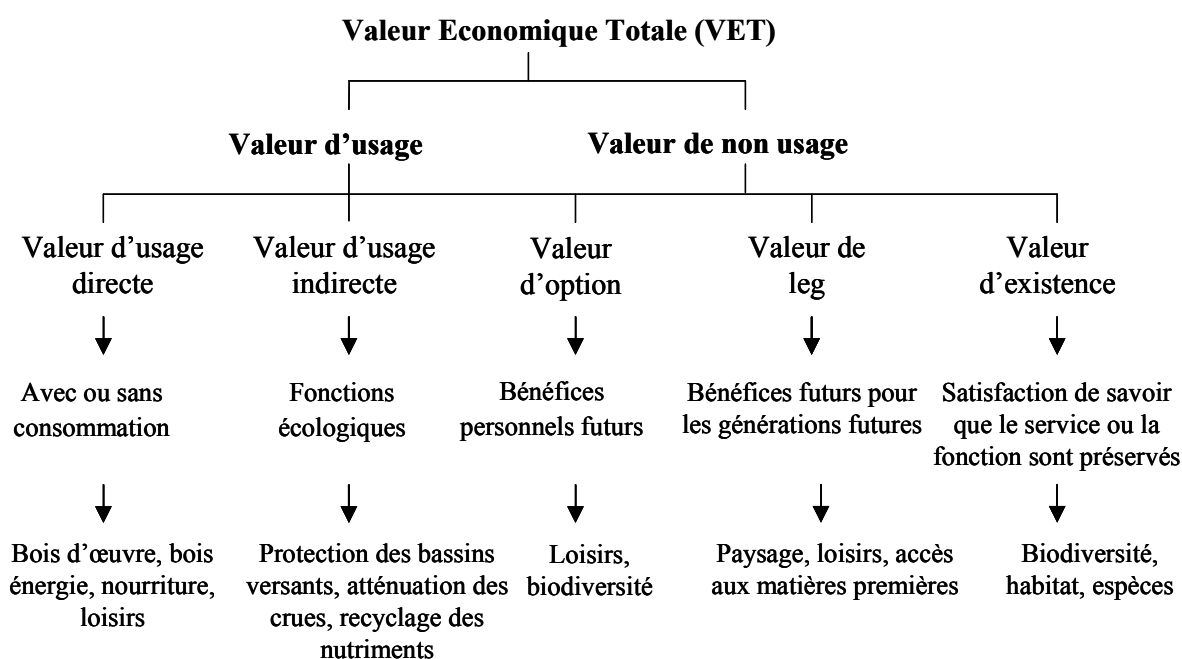 Valeur Economique Totale (VET)
Valeur d’usage
Valeur de non usage
Valeur d’usage
directe
Valeur d’usage
indirecte
Valeur
d’option
Valeur de
leg
Valeur
d’existence
Avec ou sans
consommation
Fonctions
écologiques
Bénéfices
personnels futurs
Bénéfices futurs pour
les générations futures
Satisfaction de savoir
que le service ou la
fonction sont préservés
Bois d’œuvre, bois
énergie, nourriture,
loisirs
Protection des bassins
versants, atténuation des
crues, recyclage des
nutriments
Loisirs,
biodiversité
Paysage, loisirs, accès
aux matières premières
Biodiversité,
habitat, espèces